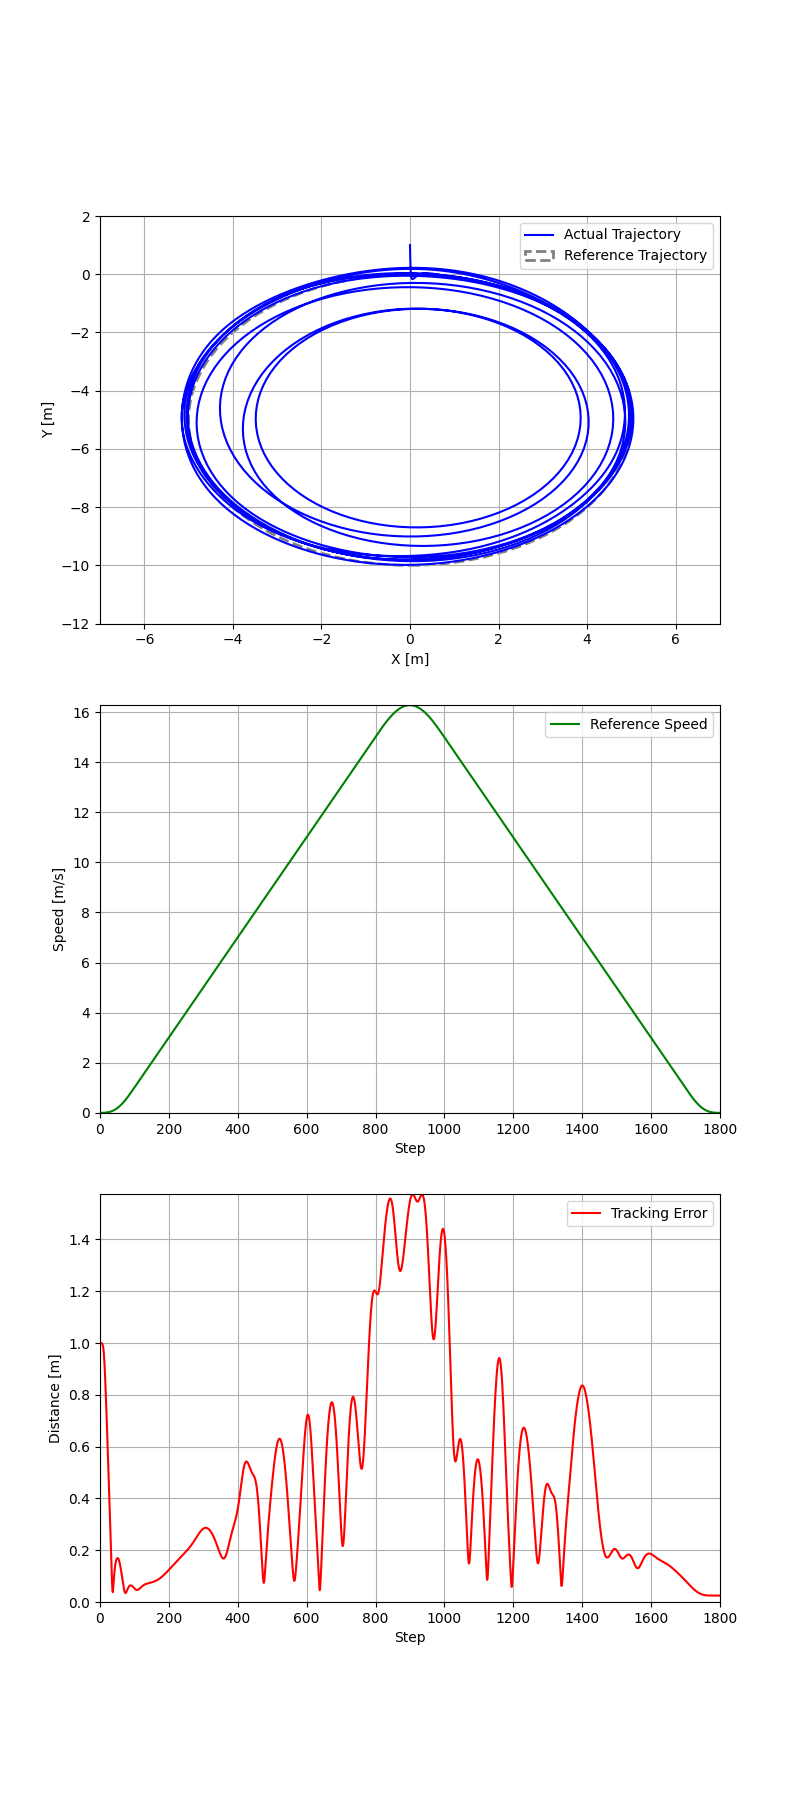 Actual Trajectory
Reference Trajectory
2
0
−2
−4
−6
−8
−10
−12
Y [m]
−6 −4 −2 0 2 4 6
X [m]
Reference Speed
16
14
12
10
8
6
4
2
0
Speed [m/s]
0 200 400 600 800 1000 1200 1400 1600 1800
Step
Tracking Error
1.4
1.2
1.0
0.8
0.6
0.4
0.2
0.0
Distance [m]
0 200 400 600 800 1000 1200 1400 1600 1800
Step